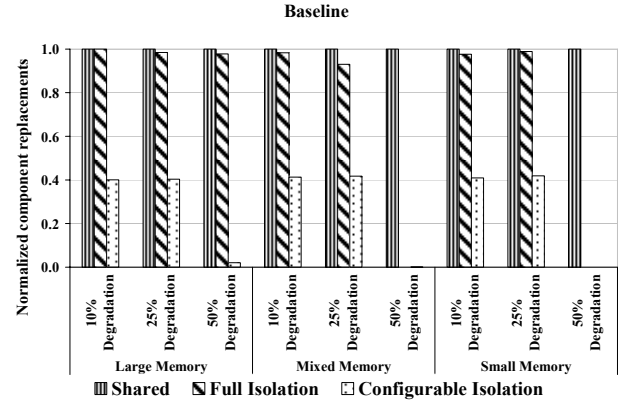 Baseline
Normalized component replacements
1.0
0.8
0.6
0.4
0.2
0.0
10% Degradation
25% Degradation
50% Degradation
10% Degradation
25% Degradation
50% Degradation
10% Degradation
25% Degradation
50% Degradation
Large Memory Mixed Memory Small Memory
Shared Full Isolation Configurable Isolation